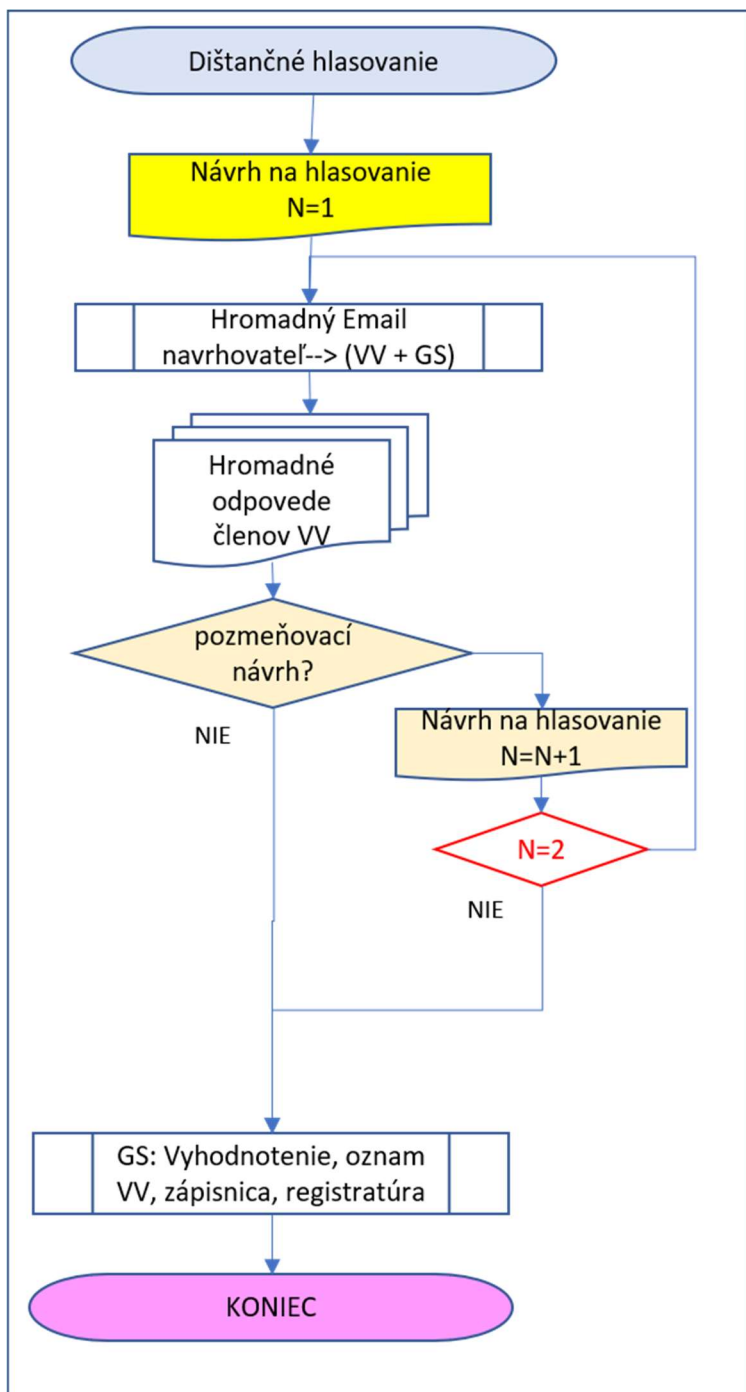 Dištančné hlasovanie
Návrh na hlasovanie
N=1
Hromadný Email
navrhovateľ--> (VV + GS)
Hromadné
odpovede
členov VV
pozmeňovací
návrh?
NIE
Návrh na hlasovanie
N=N+1
N=2
NIE
GS: Vyhodnotenie, oznam
VV, zápisnica, registratúra
KONIEC